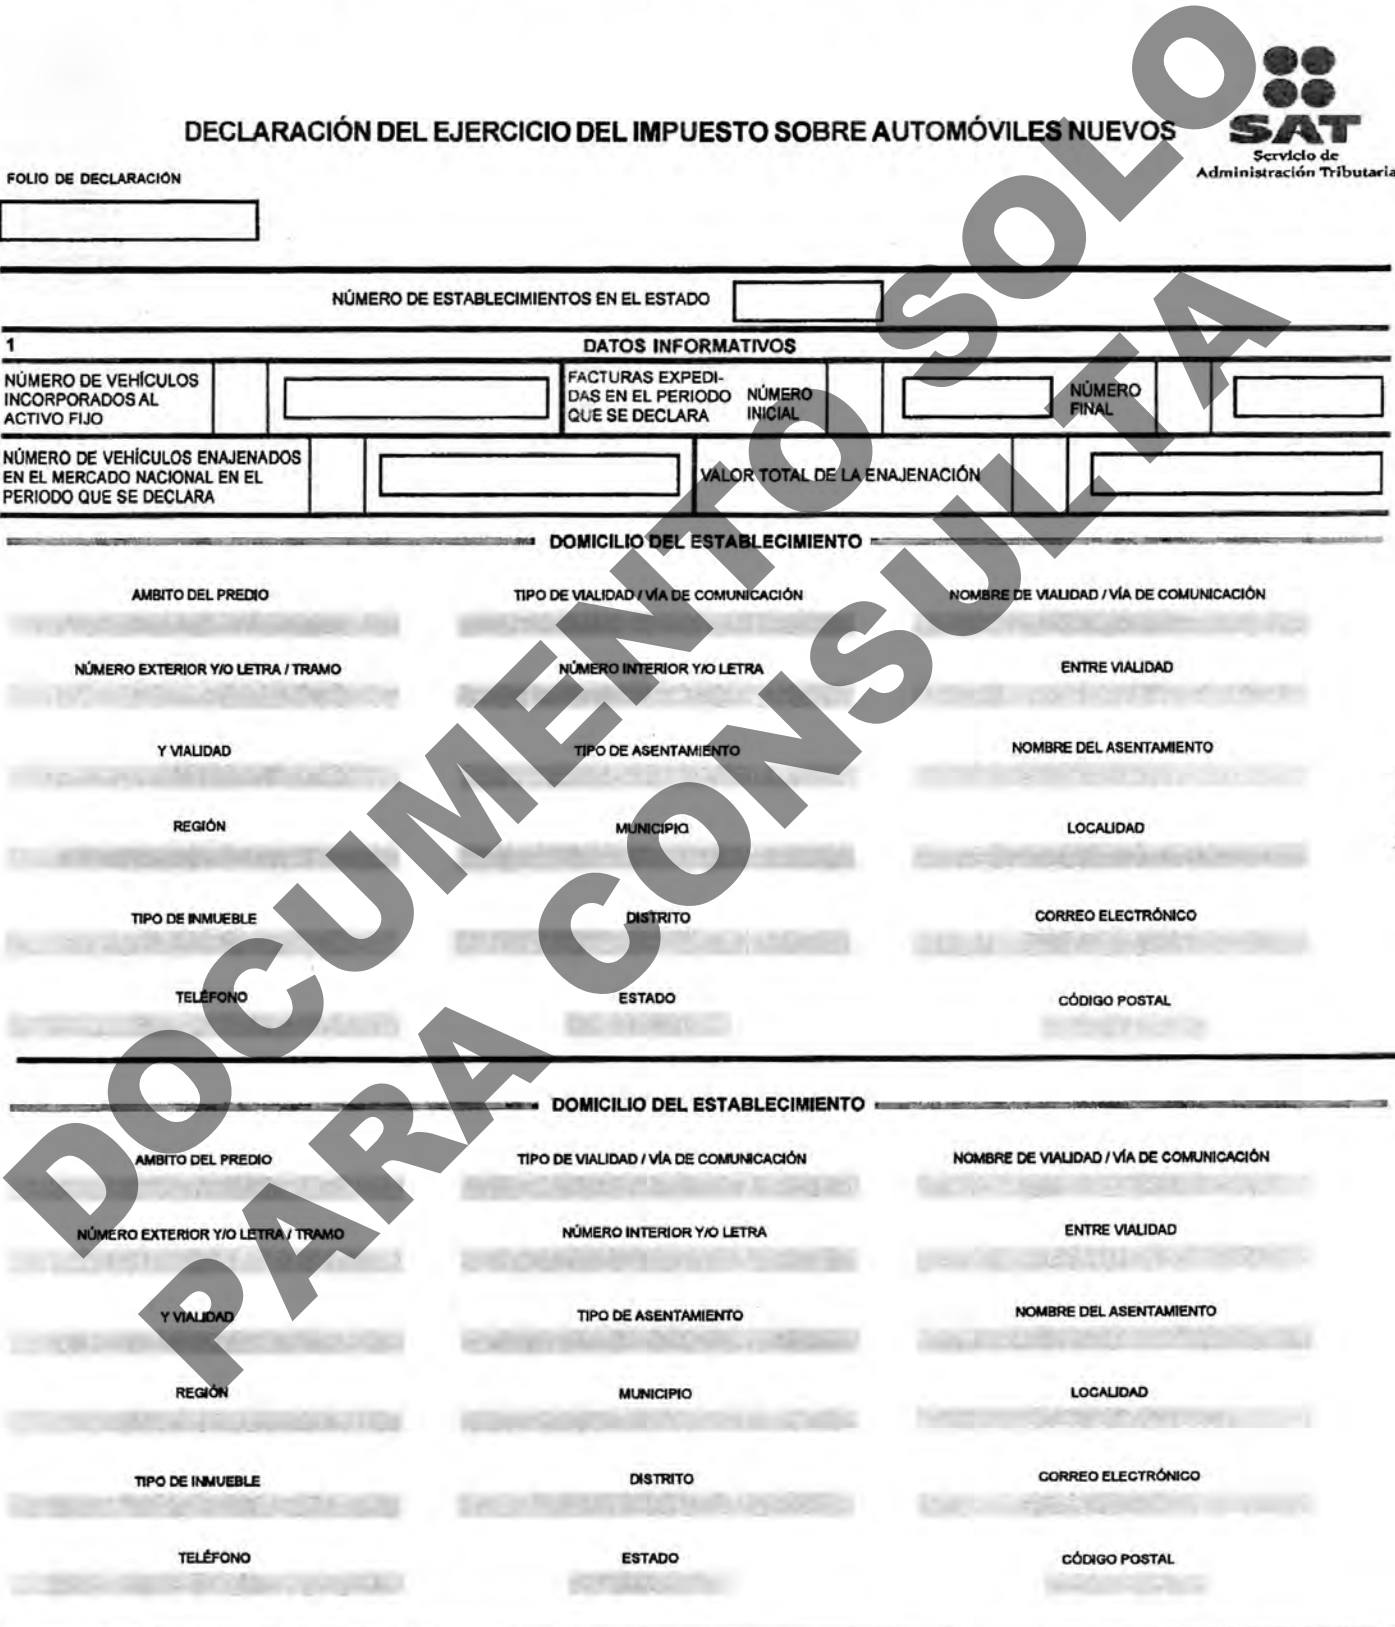 SAT
Servicio de
Administración Tributaria
DECLARACIÓN DEL EJERCICIO DEL IMPUESTO SOBRE AUTOMÓVILES NUEVOS
FOLIO DE DECLARACIÓN
NÚMERO DE ESTABLECIMIENTOS EN EL ESTADO
1 DATOS INFORMATIVOS
NÚMERO DE VEHÍCULOS
INCORPORADOS AL
ACTIVO FIJO
FACTURAS EXPEDI-
DAS EN EL PERIODO
QUE SE DECLARA
NÚMERO
INICIAL
NÚMERO
FINAL
NÚMERO DE VEHÍCULOS ENAJENADOS
EN EL MERCADO NACIONAL EN EL
PERIODO QUE SE DECLARA
VALOR TOTAL DE LA ENAJENACIÓN
DOMICILIO DEL ESTABLECIMIENTO
AMBITO DEL PREDIO TIPO DE VIALIDAD / VÍA DE COMUNICACIÓN NOMBRE DE VIALIDAD / VÍA DE COMUNICACIÓN
NÚMERO EXTERIOR Y/O LETRA / TRAMO NÚMERO INTERIOR Y/O LETRA ENTRE VIALIDAD
Y VIALIDAD TIPO DE ASENTAMIENTO NOMBRE DEL ASENTAMIENTO
REGIÓN MUNICIPIO LOCALIDAD
TIPO DE INMUEBLE DISTRITO CORREO ELECTRÓNICO
TELÉFONO ESTADO CÓDIGO POSTAL
DOMICILIO DEL ESTABLECIMIENTO
AMBITO DEL PREDIO TIPO DE VIALIDAD / VÍA DE COMUNICACIÓN NOMBRE DE VIALIDAD / VÍA DE COMUNICACIÓN
NÚMERO EXTERIOR Y/O LETRA / TRAMO NÚMERO INTERIOR Y/O LETRA ENTRE VIALIDAD
Y VIALIDAD TIPO DE ASENTAMIENTO NOMBRE DEL ASENTAMIENTO
REGIÓN MUNICIPIO LOCALIDAD
TIPO DE INMUEBLE DISTRITO CORREO ELECTRÓNICO
TELÉFONO ESTADO CÓDIGO POSTAL
DOCUMENTO SOLO
PARA CONSULTA